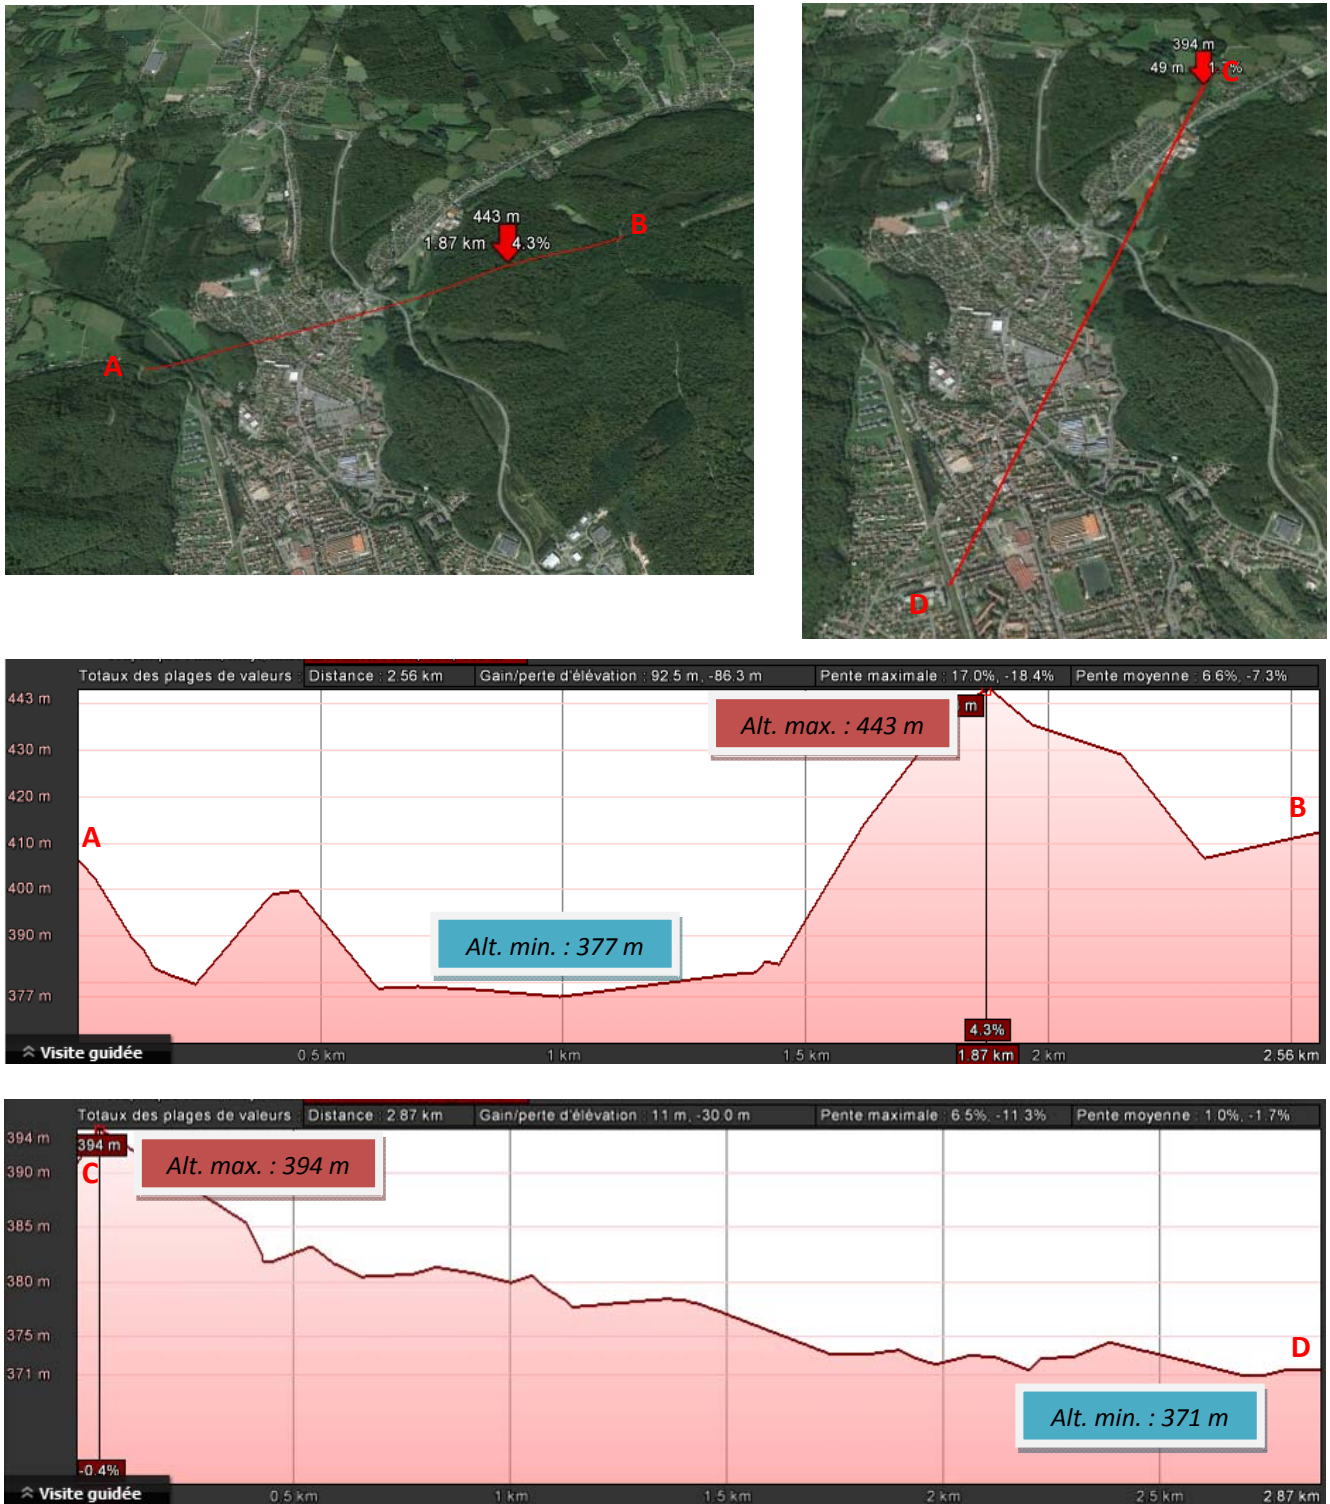 443 m
1.87 km 4.3%
A
B
394 m
49 m
C
D
Totaux des plages de valeurs : Distance : 2.56 km Gain/perte d'élévation : 92.5 m, -86.3 m Pente maximale : 17.0%, -18.4% Pente moyenne : 6.6%, -7.3%
443 m
Alt. max. : 443 m
m
430 m
420 m
A
B
410 m
400 m
390 m
Alt. min. : 377 m
377 m
4.3%
Visite guidée
0.5 km 1 km 1.5 km 1.87 km 2 km 2.56 km
Totaux des plages de valeurs : Distance : 2.87 km Gain/perte d'élévation : 11 m, -30.0 m Pente maximale : 6.5%, -11.3% Pente moyenne : 1.0%, -1.7%
394 m
394 m
Alt. max. : 394 m
390 m
C
385 m
380 m
375 m
D
371 m
Alt. min. : 371 m
-0.4%
Visite guidée
0.5 km 1 km 1.5 km 2 km 2.5 km 2.87 km